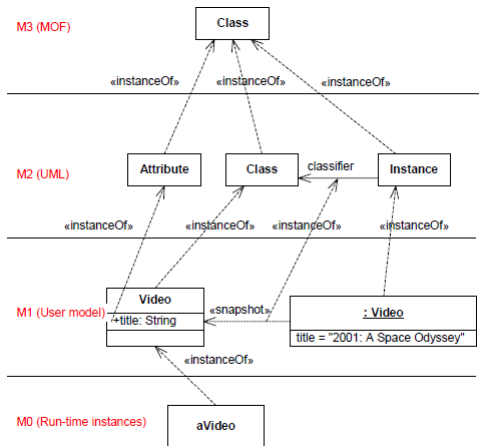 M3 (MOF)
Class
«instanceOf» «instanceOf» «instanceOf»
M2 (UML)
Attribute
Class
classifier
Instance
«instanceOf» «instanceOf» «instanceOf» «instanceOf»
M1 (User model)
Video
+title: String
«snapshot»
: Video
title = "2001: A Space Odyssey"
«instanceOf»
M0 (Run-time instances)
aVideo